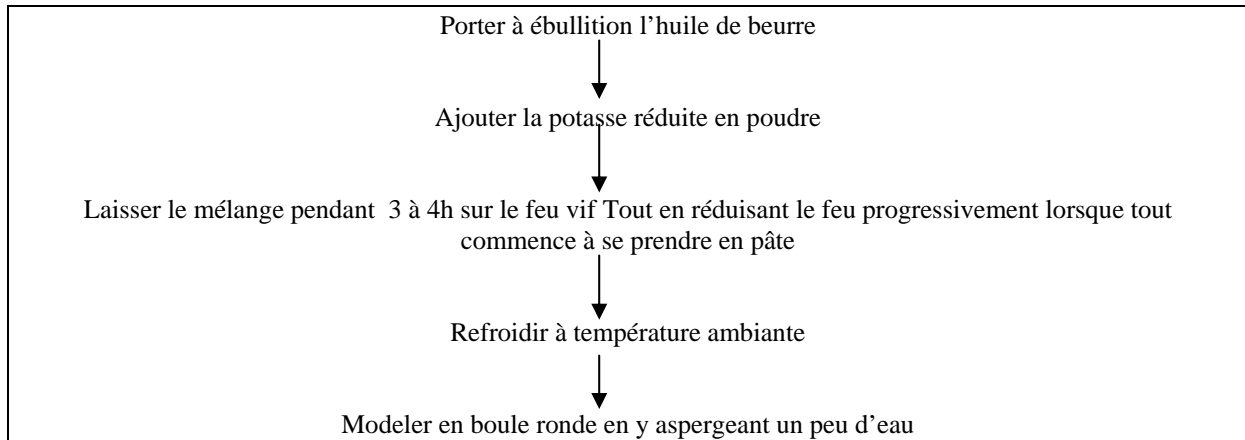 Porter à ébullition l’huile de beurre
Ajouter la potasse réduite en poudre
Laisser le mélange pendant 3 à 4h sur le feu vif Tout en réduisant le feu progressivement lorsque tout
commence à se prendre en pâte
Refroidir à température ambiante
Modeler en boule ronde en y aspergeant un peu d’eau